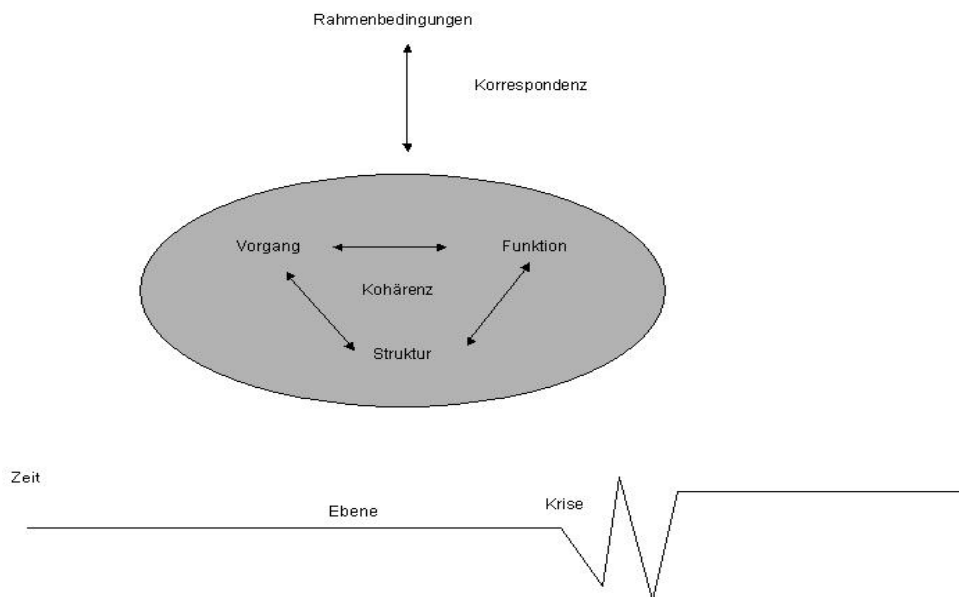 Rahmenbedingungen
Korrespondenz
Vorgang
Funktion
Kohärenz
Struktur
Zeit
Ebene
Krise